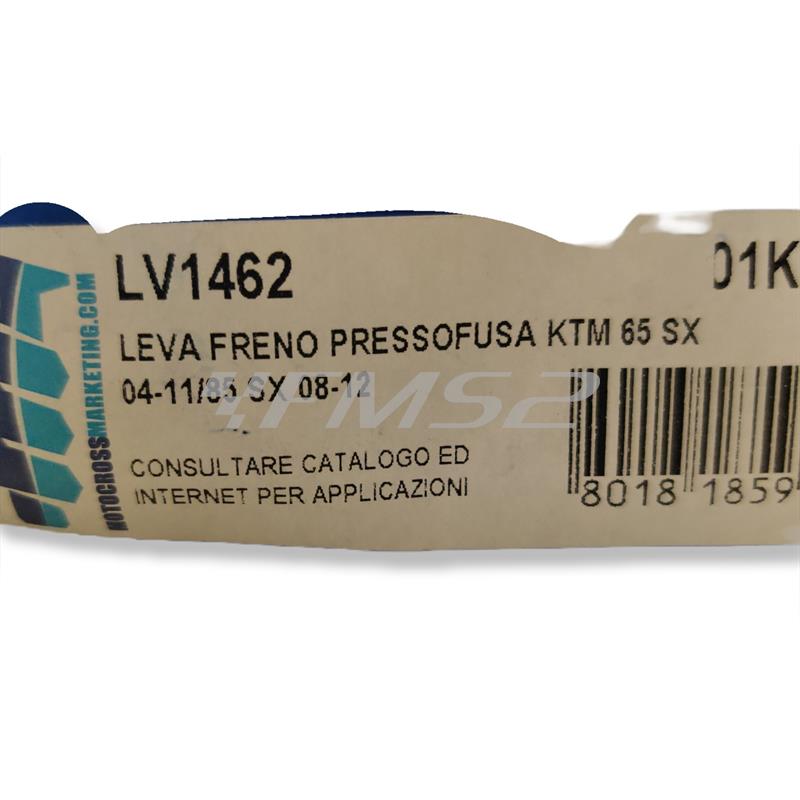 LV1462
01K
LEVA FRENO PRESSOFUSA KTM 65 SX
04-11/85 SX 08-12
FMS2
CONSULTARE CATALOGO ED
INTERNET PER APPLICAZIONI
8018 1859
MOTOCROSSMARKETING.COM